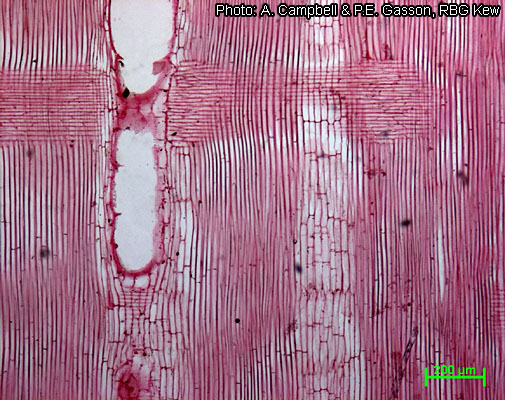 Photo: A. Campbell & P.E. Gasson, RBG Kew
200 µm